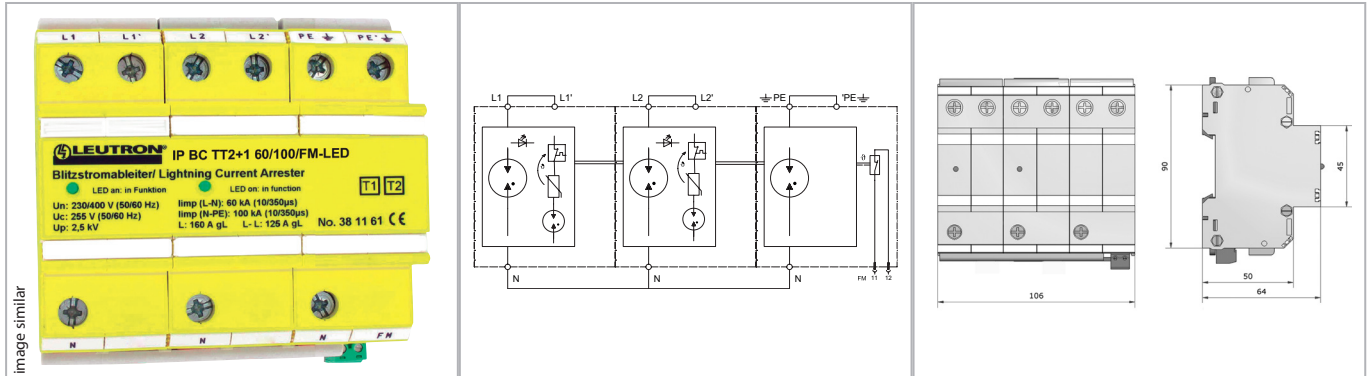 L1 L1' L2 L2' PE PE'
LEUTRON® IP BC TT2+1 60/100/FM-LED
Blitzstromableiter/ Lightning Current Arrester
LED an: in Funktion LED on: in function T1 T2
Un: 230/400 V (50/60 Hz) Iimp (L-N): 60 kA (10/350µs)
Uc: 255 V (50/60 Hz) Iimp (N-PE): 100 kA (10/350µs)
Up: 2,5 kV L: 160 A gL L- L: 125 A gL No. 38 11 61 CE
N N N FM
image similar
L1 L1' L2 L2' PE 'PE
ϑ ϑ ϑ
N N N FM 11 12
90
106
45
50
64